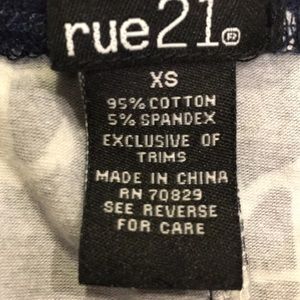 rue21®
XS
95% COTTON
5% SPANDEX
EXCLUSIVE OF
TRIMS
MADE IN CHINA
RN 70829
SEE REVERSE
FOR CARE